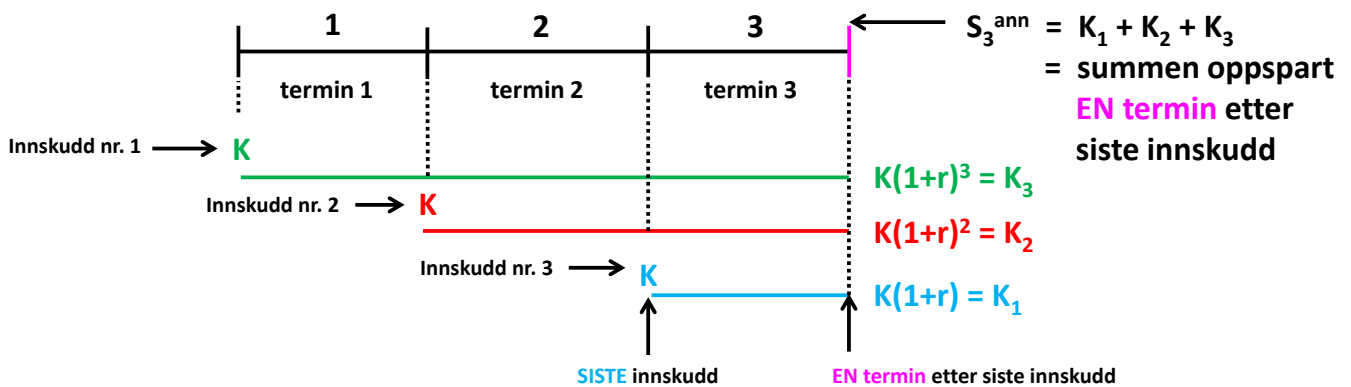 1 2 3
S₃ᵃⁿⁿ = K₁ + K₂ + K₃
= summen oppspart
EN termin etter
siste innskudd
termin 1 termin 2 termin 3
Innskudd nr. 1 K
K(1+r)³ = K₃
Innskudd nr. 2 K
K(1+r)² = K₂
Innskudd nr. 3 K
K(1+r) = K₁
SISTE innskudd
EN termin etter siste innskudd